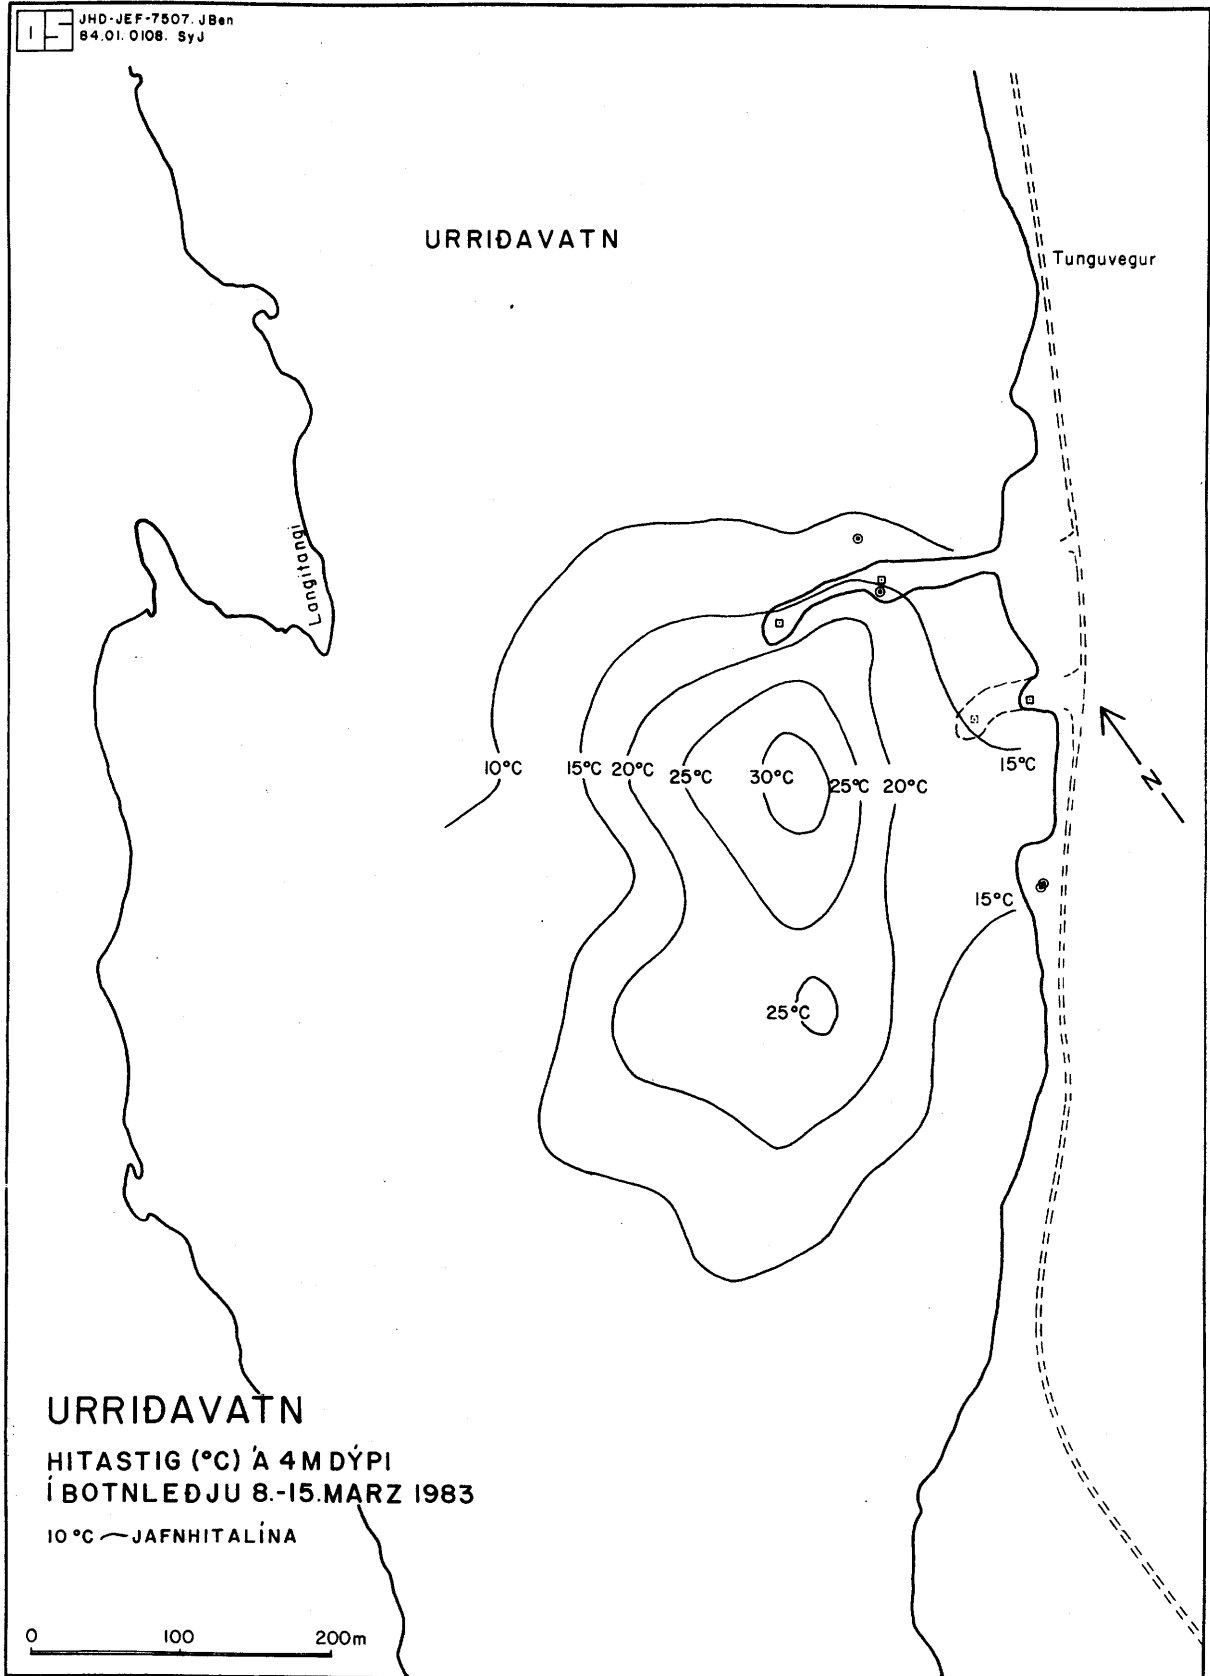 JHD-JEF-7507. JBen
84.01.0108. SyJ
URRIÐAVATN
Tunguvegur
Langitangi
10°C
15°C
20°C
25°C
30°C
25°C
20°C
15°C
N
15°C
25°C
URRIÐAVATN
HITASTIG (°C) Á 4M DÝPI
Í BOTNLEÐJU 8.-15. MARZ 1983
10°C JAFNHITALÍNA
0 100 200m